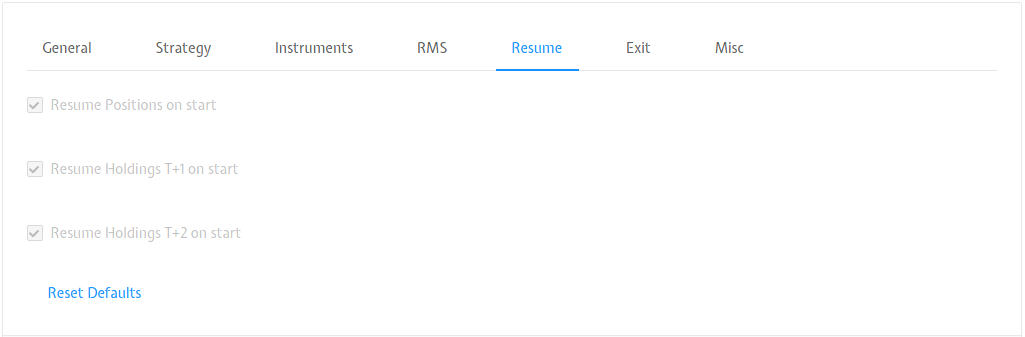 General Strategy Instruments RMS Resume Exit Misc
Resume Positions on start
Resume Holdings T+1 on start
Resume Holdings T+2 on start
Reset Defaults